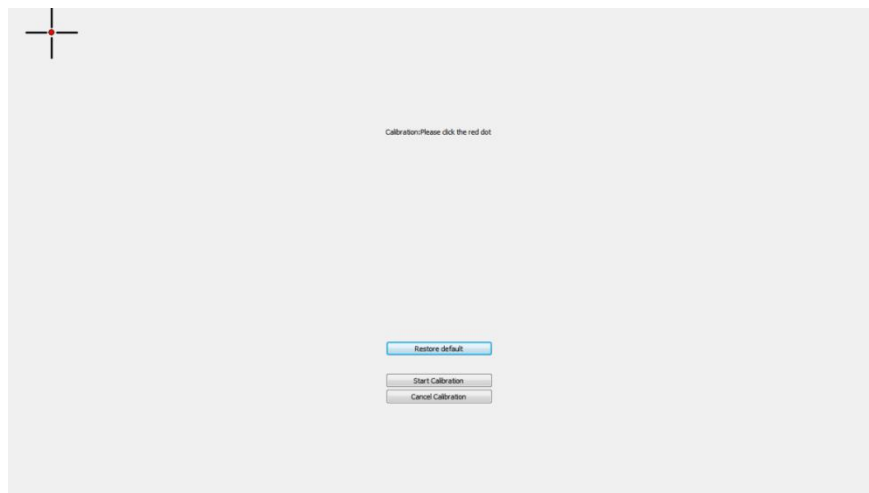 Calibration:Please click the red dot
Restore default
Start Calibration
Cancel Calibration